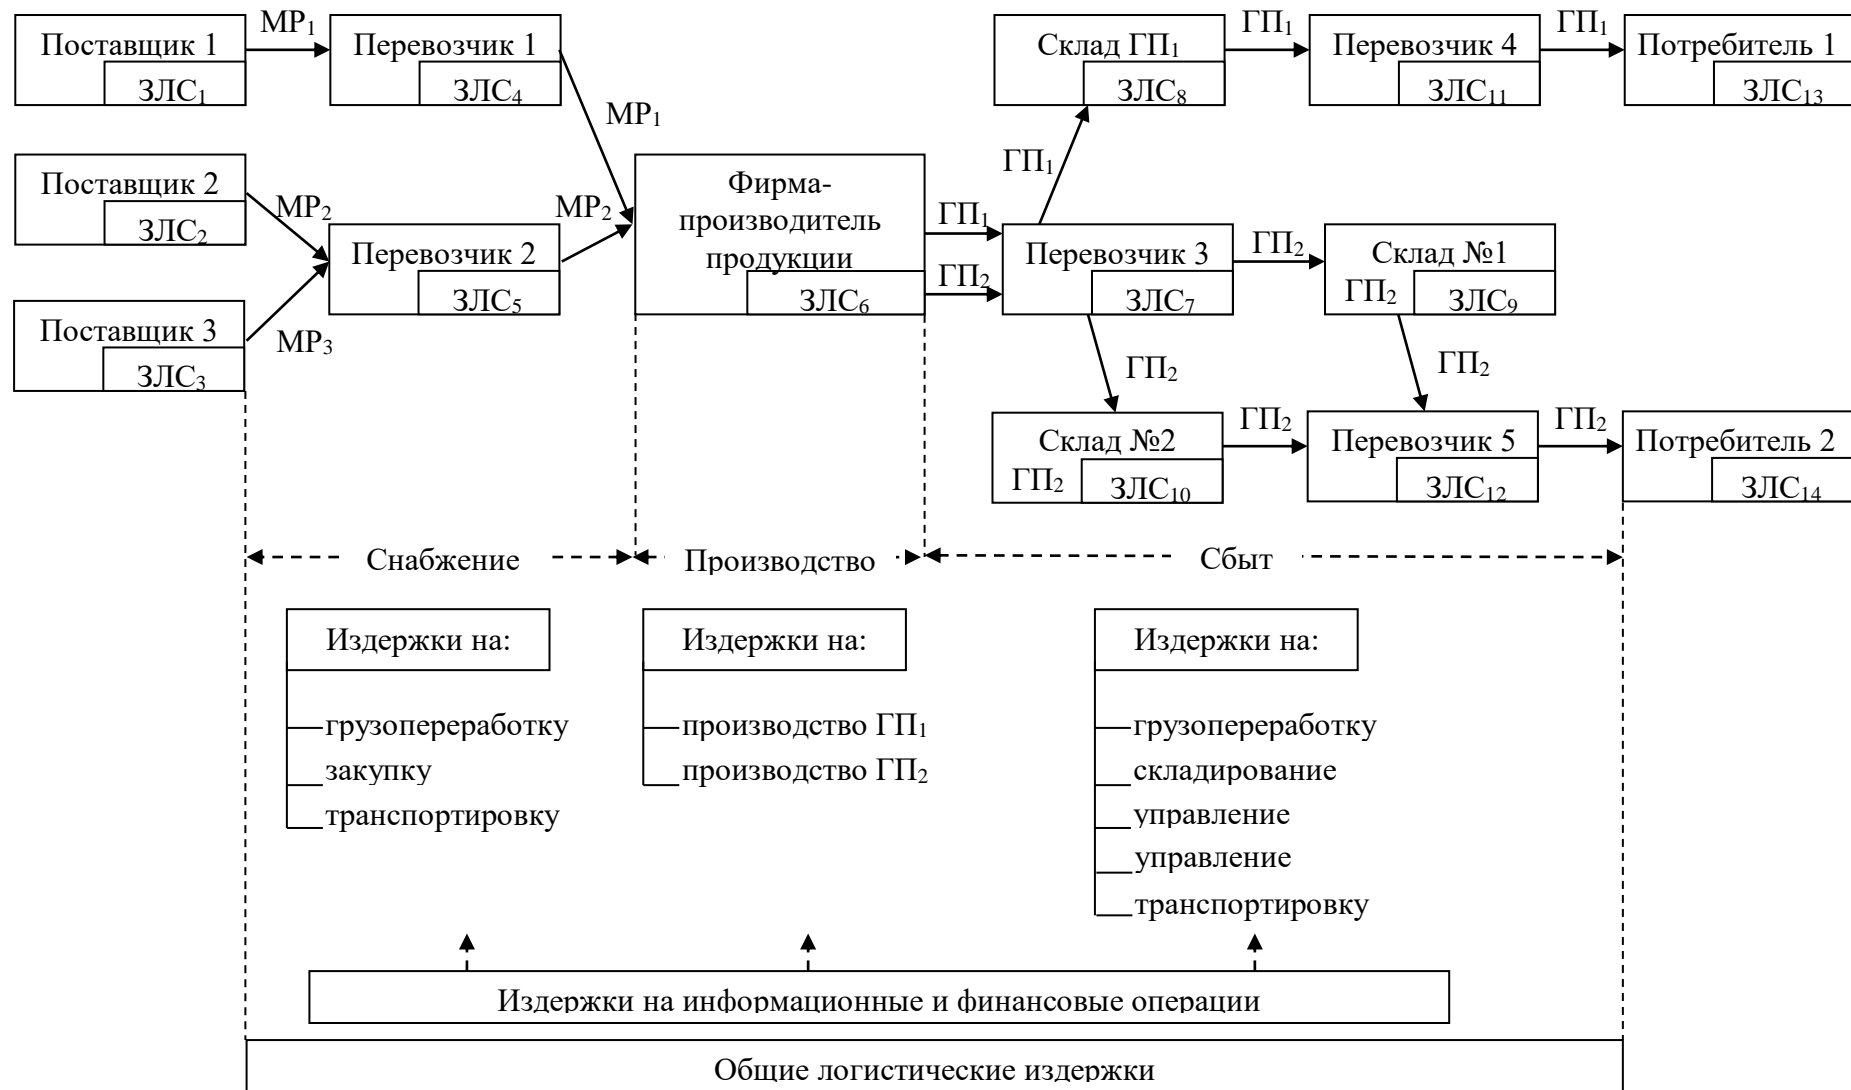 Поставщик 1
ЗЛС₁
МР₁
Перевозчик 1
ЗЛС₄
МР₁
Склад ГП₁
ЗЛС₈
ГП₁
Перевозчик 4
ЗЛС₁₁
ГП₁
Потребитель 1
ЗЛС₁₃
Поставщик 2
ЗЛС₂
МР₂
Поставщик 3
ЗЛС₃
МР₃
Перевозчик 2
ЗЛС₅
МР₂
Фирма-
производитель
продукции
ЗЛС₆
ГП₁
ГП₂
Перевозчик 3
ЗЛС₇
ГП₁
ГП₂
Склад №1
ГП₂
ЗЛС₉
ГП₂
ГП₂
Склад №2
ГП₂
ЗЛС₁₀
ГП₂
Перевозчик 5
ЗЛС₁₂
ГП₂
Потребитель 2
ЗЛС₁₄
Снабжение
Производство
Сбыт
Издержки на:
грузопереработку
закупку
транспортировку
Издержки на:
производство ГП₁
производство ГП₂
Издержки на:
грузопереработку
складирование
управление
управление
транспортировку
Издержки на информационные и финансовые операции
Общие логистические издержки